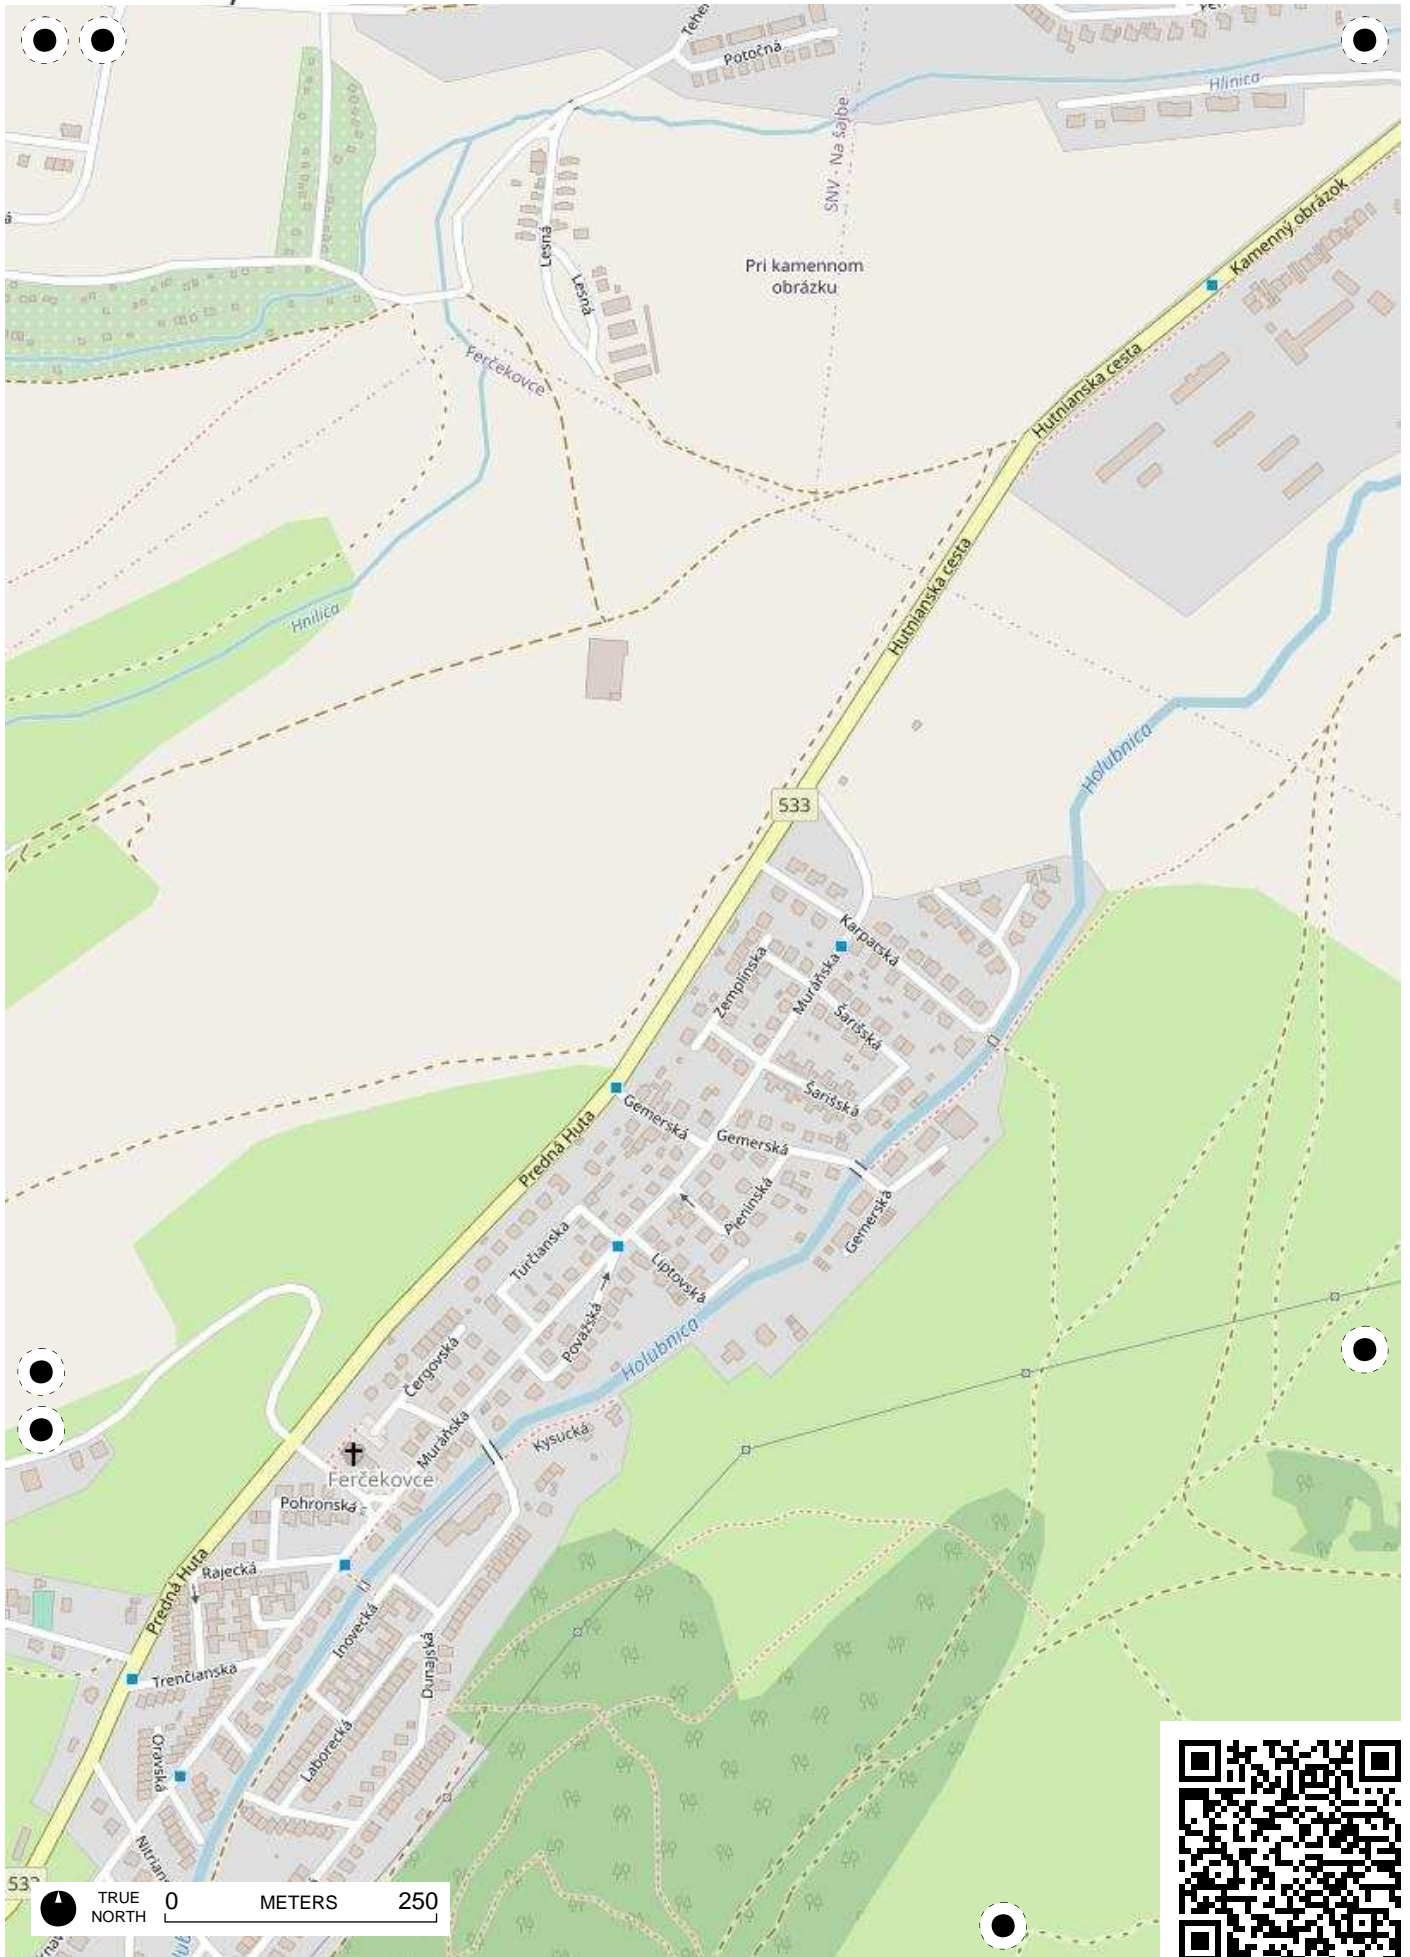 Potočná
Hlinica
SNV - Na šajbe
Lesná
Lesná
Pri kamennom
obrázku
Kamenný obrázok
Hutnianska cesta
Ferčekovce
Hutnianska cesta
Hnilica
Holubnica
533
Karpatská
Zemplínska
Muráňska
Šarišská
Šarišská
Gemerská
Gemerská
Predná Huta
Pieninská
Gemerská
Turčianska
Liptovská
Považská
Holubnica
Čergovská
Muráňska
Kysucká
Ferčekovce
Pohronská
Rajecká
Predná Huta
Inovecká
Dunajská
Trenčianska
Oravská
Laborecká
533
TRUE
NORTH
0 METERS 250